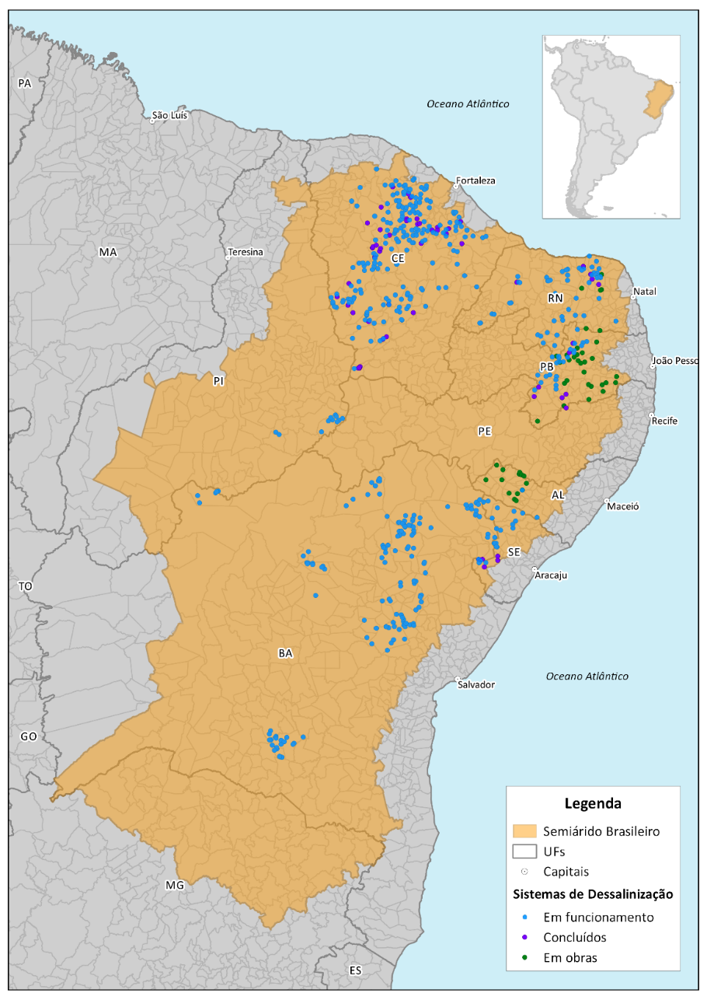 PA
Oceano Atlântico
São Luís
Fortaleza
MA
Teresina
CE
RN
Natal
PB
João Pesso
PI
Recife
PE
AL
Maceió
SE
Aracaju
TO
BA
Oceano Atlântico
Salvador
GO
MG
ES
Legenda
Semiárido Brasileiro
UFs
Capitais
Sistemas de Dessalinização
Em funcionamento
Concluídos
Em obras